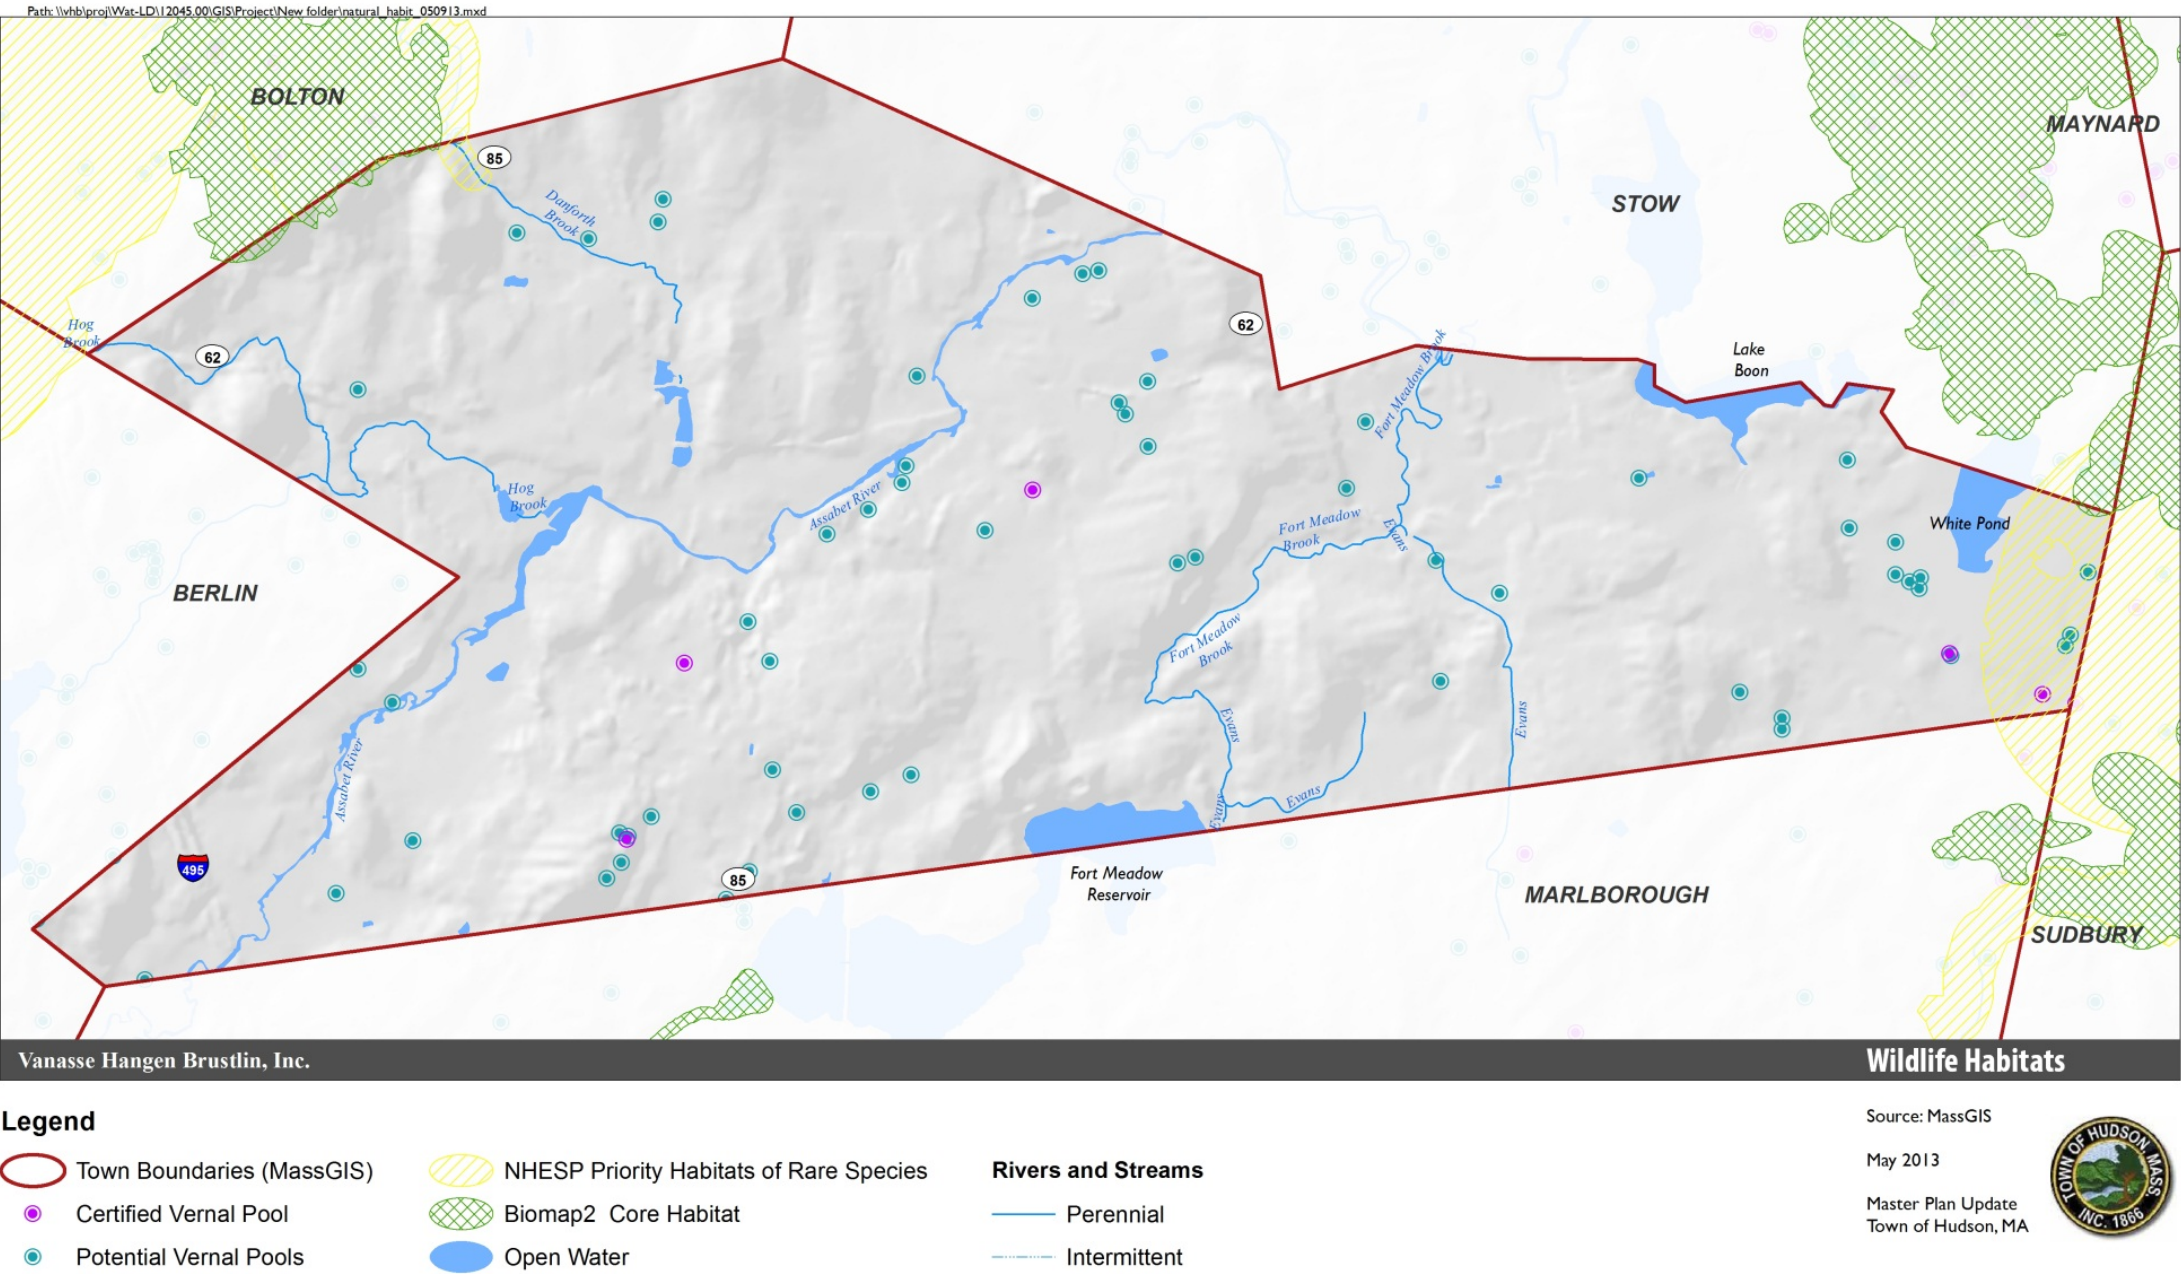 Path: \\vhb\proj\Wat-LD\12045.00\GIS\Project\New folder\natural_habit_050913.mxd
BOLTON
MAYNARD
85
STOW
Danforth
Brook
62
Hog
Brook
62
Lake
Boon
Fort Meadow Brook
Hog
Brook
Assabet River
Fort Meadow
Brook
Evans
White Pond
BERLIN
Fort Meadow
Brook
Evans
Evans
Assabet River
Evans
Evans
495
85
Fort Meadow
Reservoir
MARLBOROUGH
SUDBURY
Vanasse Hangen Brustlin, Inc.
Wildlife Habitats
Legend
Town Boundaries (MassGIS)
Certified Vernal Pool
Potential Vernal Pools
NHESP Priority Habitats of Rare Species
Biomap2 Core Habitat
Open Water
Rivers and Streams
Perennial
Intermittent
Source: MassGIS
May 2013
Master Plan Update
Town of Hudson, MA
TOWN OF HUDSON, MASS.
INC. 1866